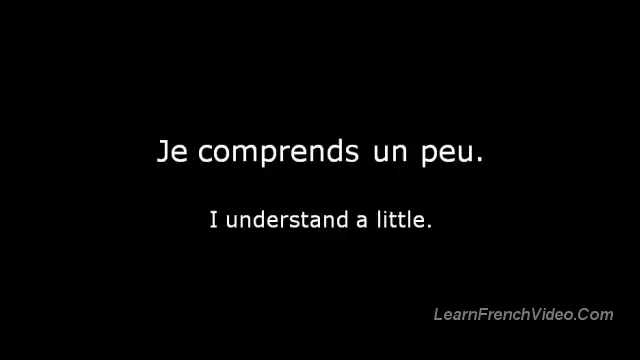 Je comprends un peu.
I understand a little.
LearnFrenchVideo.Com